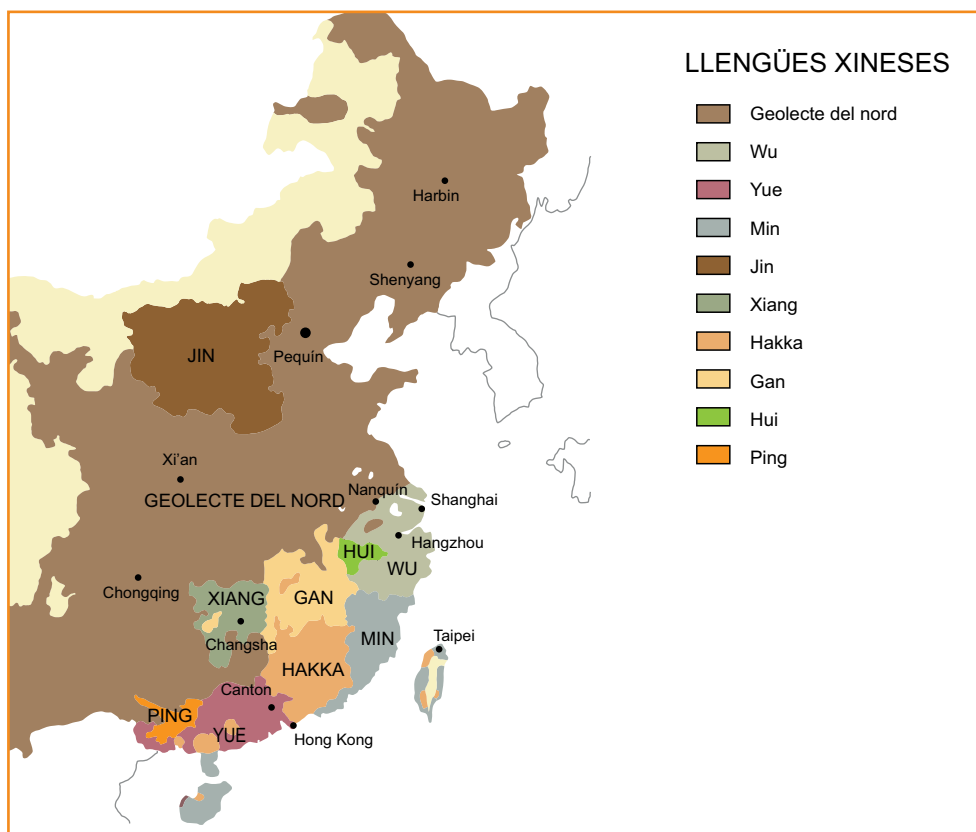 LLENGÜES XINESES
Geolecte del nord
Wu
Yue
Min
Jin
Xiang
Hakka
Gan
Hui
Ping
Harbin
Shenyang
JIN
Pequín
Xi'an
GEOLECTE DEL NORD
Nanquín
Shanghai
Hangzhou
HUI
WU
Chongqing
XIANG
GAN
Changsha
MIN
Taipei
HAKKA
Canton
PING
YUE
Hong Kong